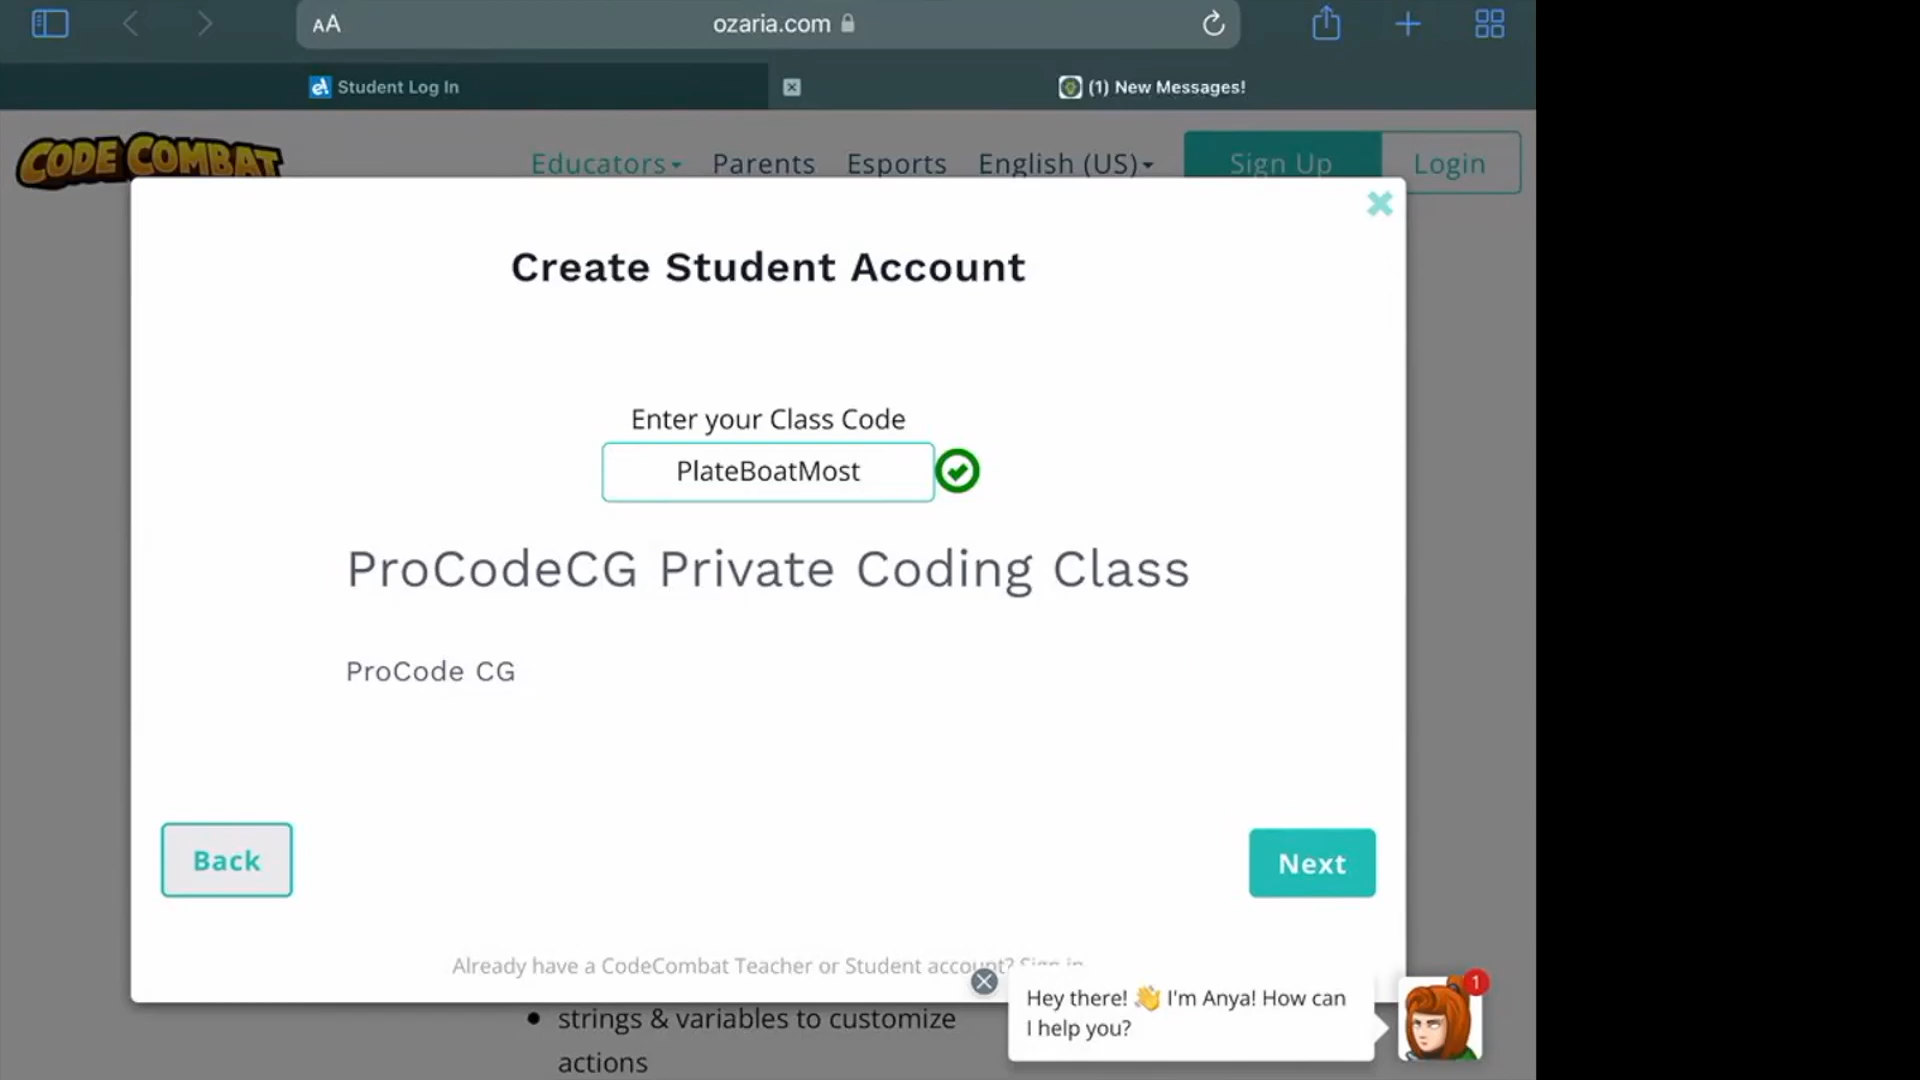 AA
ozaria.com
Student Log In
(1) New Messages!
CODE COMBAT
Educators
Parents
Esports
English (US)
Sign Up
Login
Create Student Account
Enter your Class Code
PlateBoatMost
ProCodeCG Private Coding Class
ProCode CG
Back
Next
Already have a CodeCombat Teacher or Student account? Sign in
1
Hey there! 👋 I'm Anya! How can
I help you?
strings & variables to customize
actions